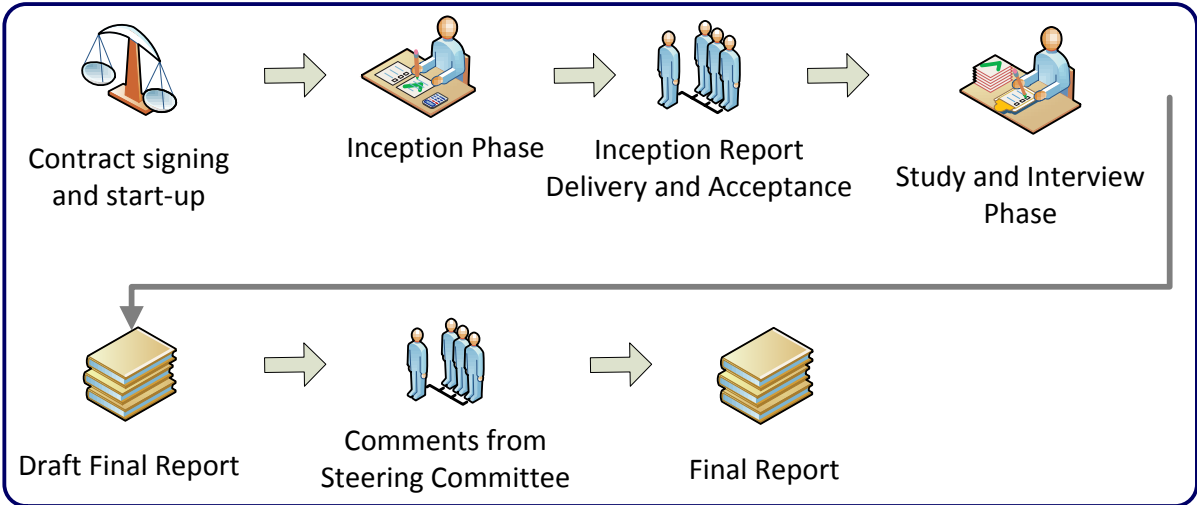 Contract signing
and start-up
Inception Phase
Inception Report
Delivery and Acceptance
Study and Interview
Phase
Draft Final Report
Comments from
Steering Committee
Final Report